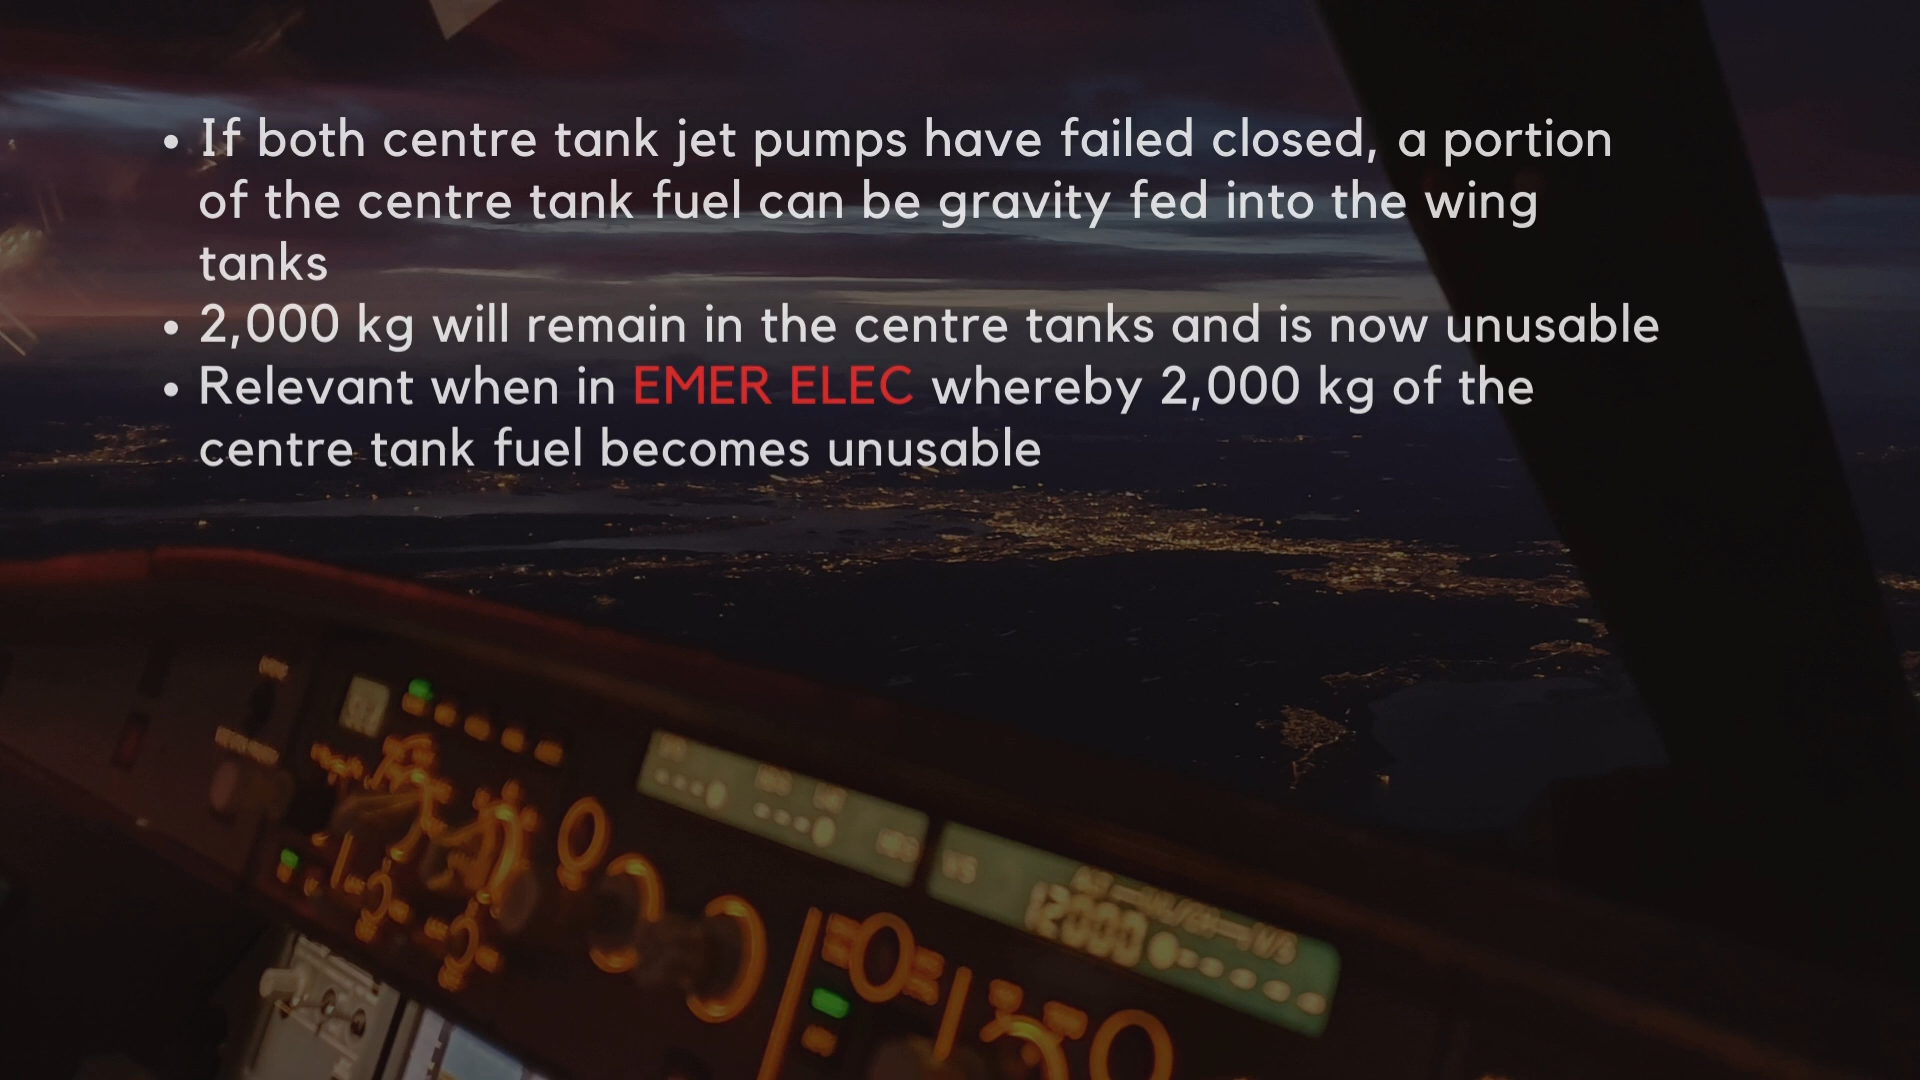 • If both centre tank jet pumps have failed closed, a portion
of the centre tank fuel can be gravity fed into the wing
tanks
• 2,000 kg will remain in the centre tanks and is now unusable
• Relevant when in EMER ELEC whereby 2,000 kg of the
centre tank fuel becomes unusable
12000
V/S